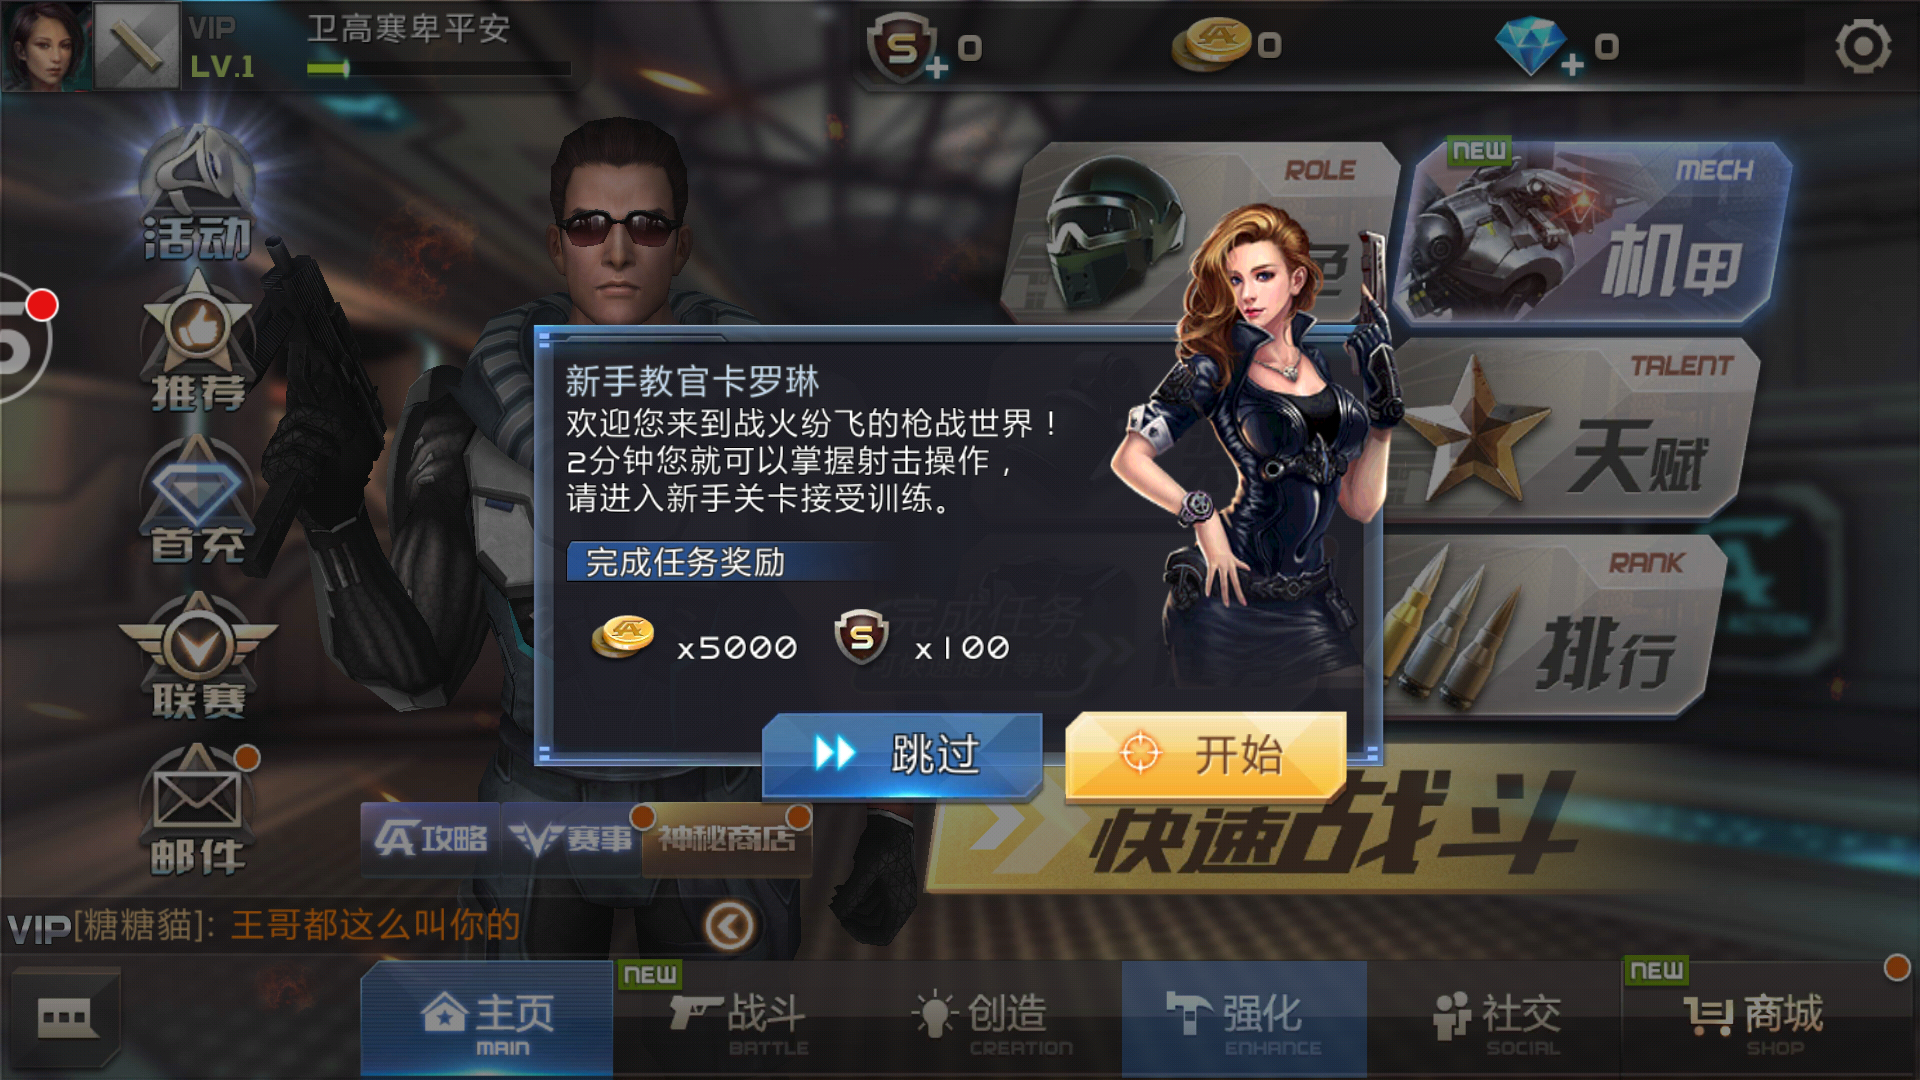 VIP
LV.1
卫高寒卑平安
0
0
0
活动
推荐
首充
联赛
邮件
ROLE
NEW
MECH
机甲
TALENT
天赋
RANK
排行
新手教官卡罗琳
欢迎您来到战火纷飞的枪战世界！
2分钟您就可以掌握射击操作，
请进入新手关卡接受训练。
完成任务奖励
x5000
x100
跳过
开始
快速战斗
攻略
赛事
神秘商店
VIP[糖糖貓]: 王哥都这么叫你的
主页
MAIN
NEW
战斗
BATTLE
创造
CREATION
强化
ENHANCE
社交
SOCIAL
NEW
商城
SHOP